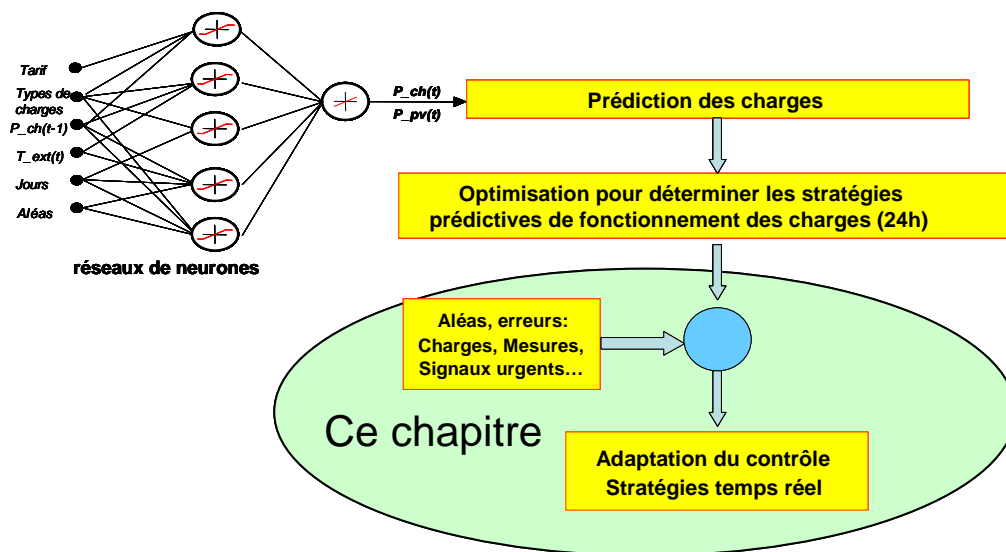 Tarif
Types de
charges
P_ch(t-1)
T_ext(t)
Jours
Aléas
réseaux de neurones
P_ch(t)
P_pv(t)
Prédiction des charges
Optimisation pour déterminer les stratégies
prédictives de fonctionnement des charges (24h)
Aléas, erreurs:
Charges, Mesures,
Signaux urgents…
Ce chapitre
Adaptation du contrôle
Stratégies temps réel